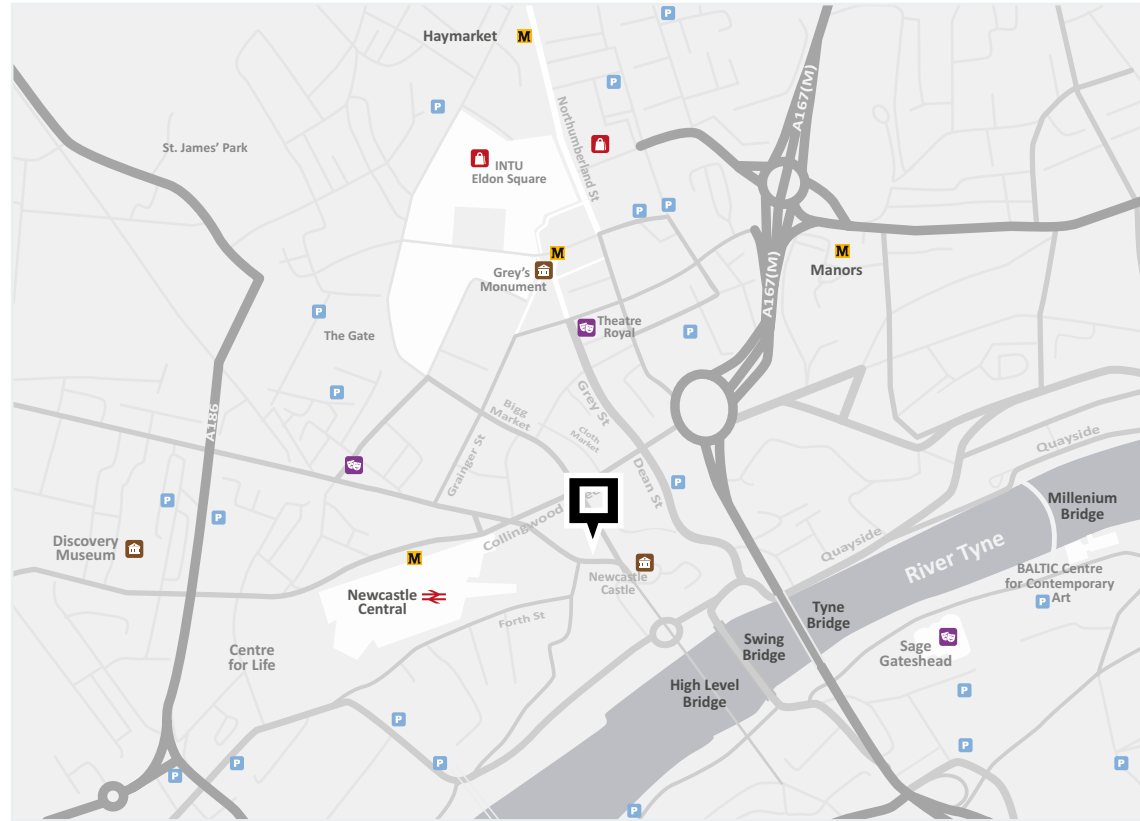 Haymarket
M
P
P
P
A167(M)
Northumberland St
St. James' Park
INTU
Eldon Square
P
P
M
M
Manors
Grey's
Monument
A167(M)
P
Theatre
Royal
P
The Gate
P
Grey St
Bigg
Market
A186
Cloth
Market
Quayside
Grainger St
Dean St
P
P
P
Millenium
Bridge
Collingwood
Quayside
River Tyne
Discovery
Museum
M
Newcastle
Castle
BALTIC Centre
for Contemporary
Art
P
Newcastle
Central
Forth St
Tyne
Bridge
Swing
Bridge
Sage
Gateshead
Centre
for Life
High Level
Bridge
P
P
P
P
P
P
P
P